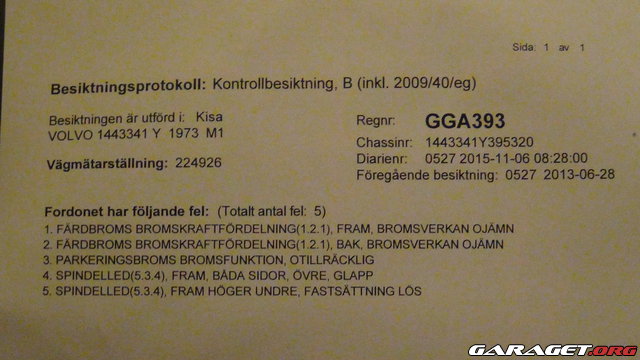 Sida: 1 av 1
Besiktningsprotokoll: Kontrollbesiktning, B (inkl. 2009/40/eg)
Besiktningen är utförd i: Kisa
VOLVO 1443341 Y 1973 M1
Vägmätarställning: 224926
Regnr: GGA393
Chassinr: 1443341Y395320
Diarienr: 0527 2015-11-06 08:28:00
Föregående besiktning: 0527 2013-06-28
Fordonet har följande fel: (Totalt antal fel: 5)
1. FÄRDBROMS BROMSKRAFTFÖRDELNING(1.2.1), FRAM, BROMSVERKAN OJÄMN
2. FÄRDBROMS BROMSKRAFTFÖRDELNING(1.2.1), BAK, BROMSVERKAN OJÄMN
3. PARKERINGSBROMS BROMSFUNKTION, OTILLRÄCKLIG
4. SPINDELLED(5.3.4), FRAM, BÅDA SIDOR, ÖVRE, GLAPP
5. SPINDELLED(5.3.4), FRAM HÖGER UNDRE, FASTSÄTTNING LÖS
GARAGET.ORG